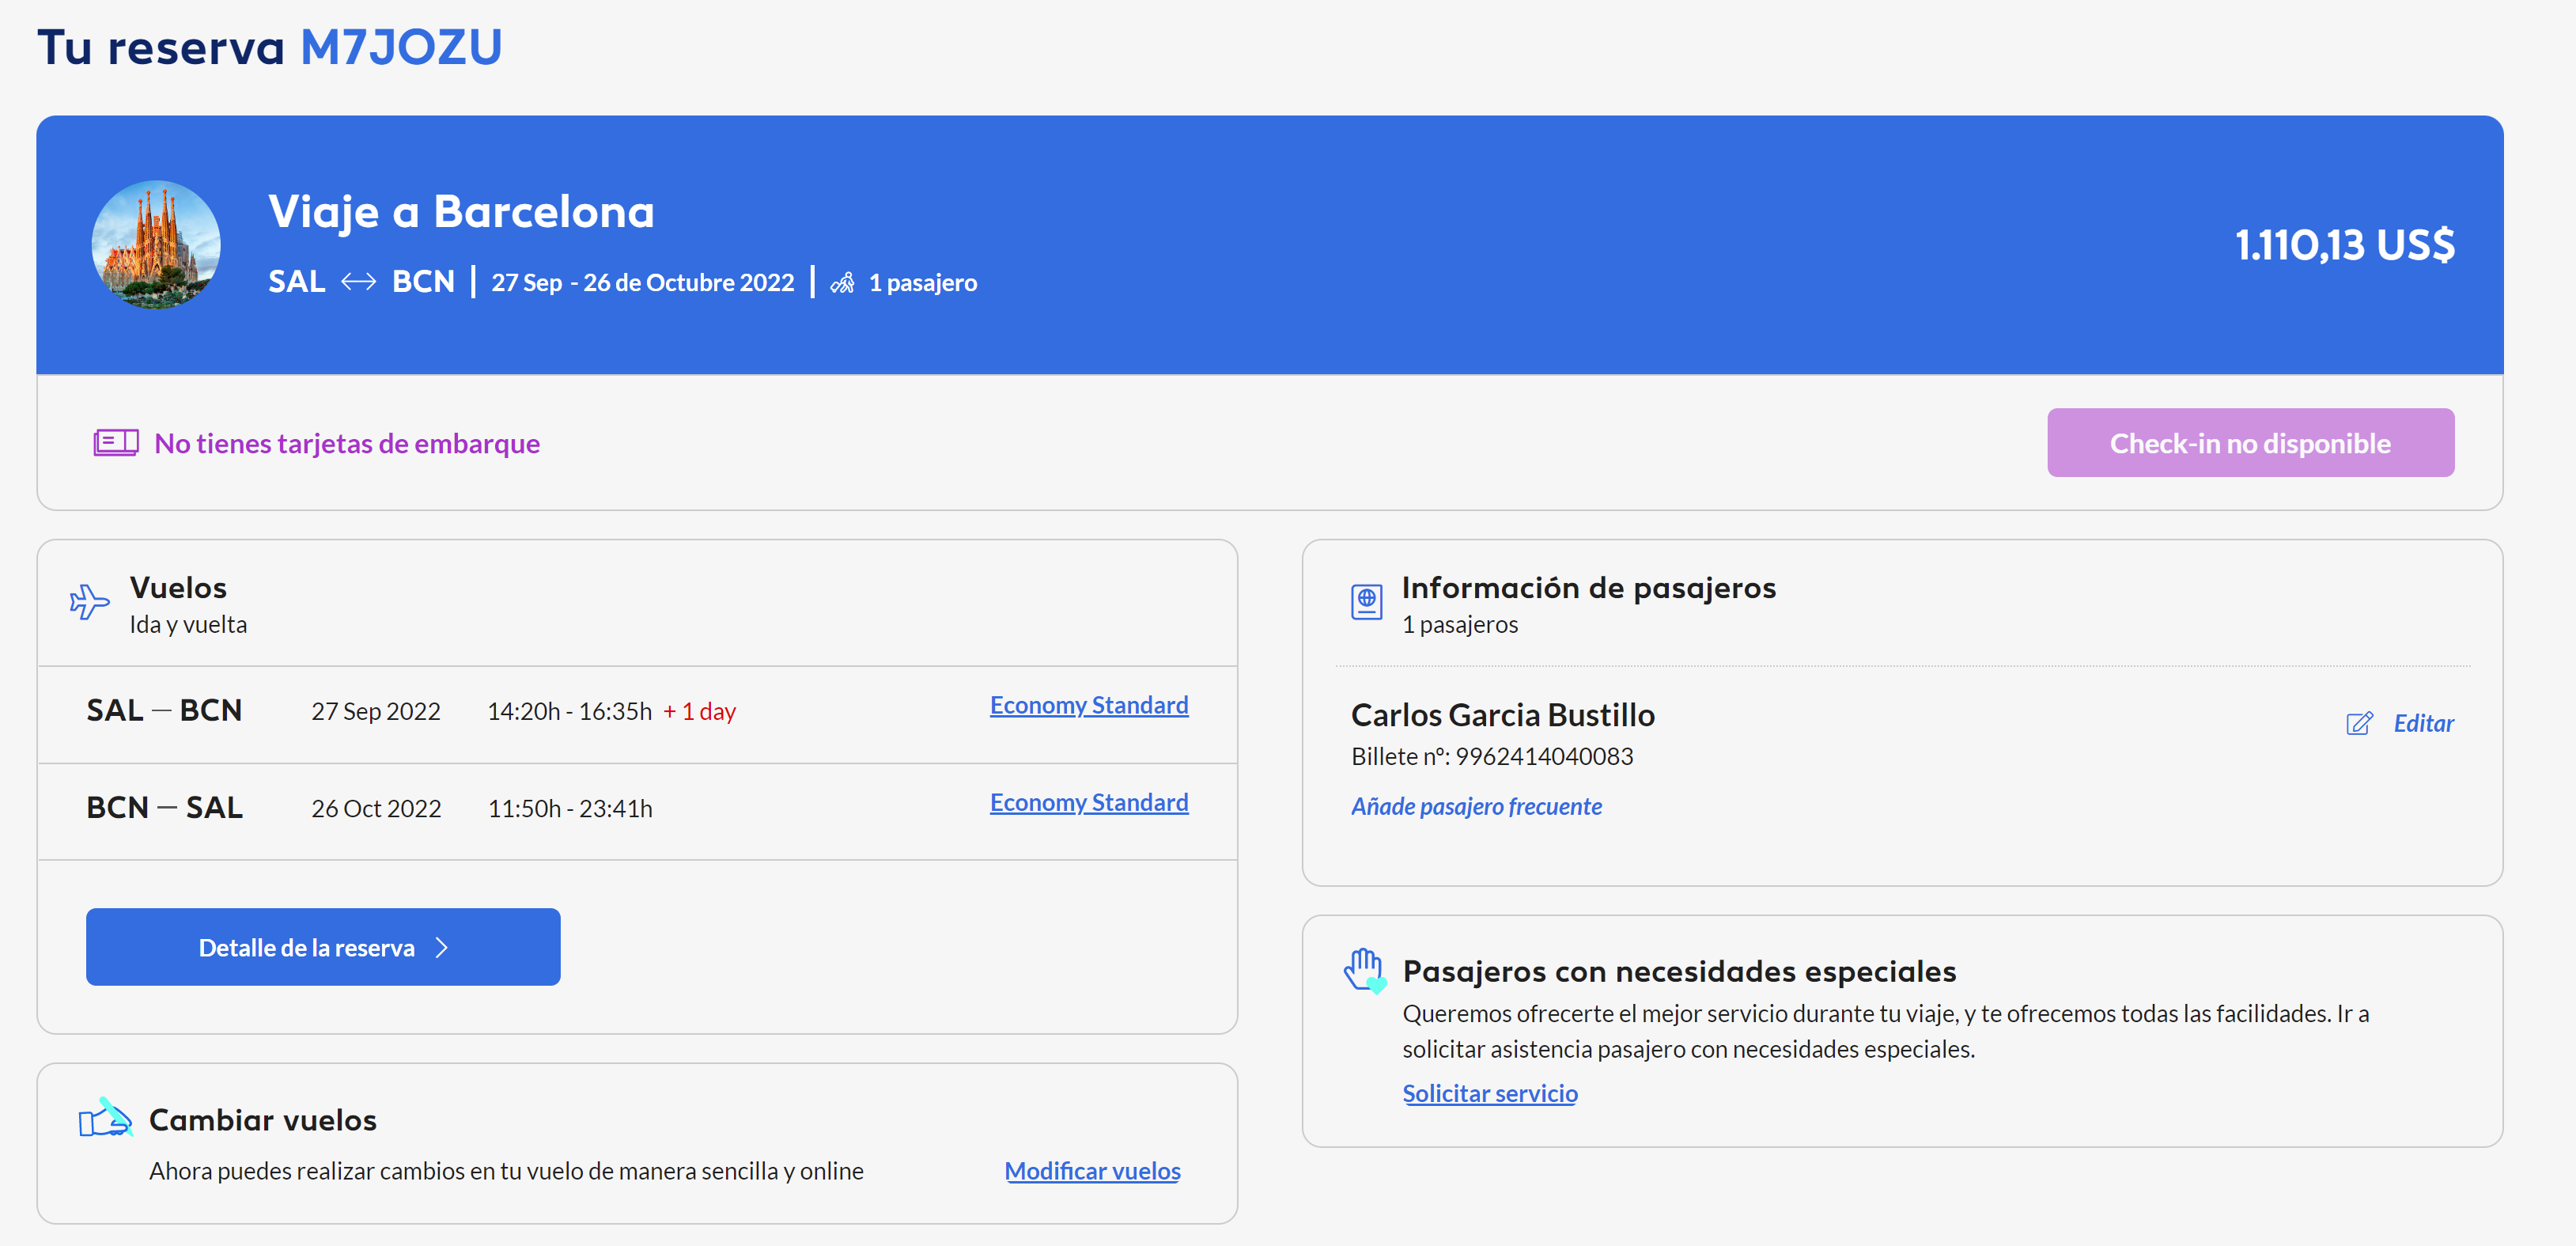 Tu reserva M7JOZU
Viaje a Barcelona
SAL ↔ BCN | 27 Sep - 26 de Octubre 2022 | 1 pasajero
1.110,13 US$
No tienes tarjetas de embarque
Check-in no disponible
Vuelos
Ida y vuelta
SAL — BCN 27 Sep 2022 14:20h - 16:35h + 1 day Economy Standard
BCN — SAL 26 Oct 2022 11:50h - 23:41h Economy Standard
Detalle de la reserva
Cambiar vuelos
Ahora puedes realizar cambios en tu vuelo de manera sencilla y online Modificar vuelos
Información de pasajeros
1 pasajeros
Carlos Garcia Bustillo
Editar
Billete nº: 9962414040083
Añade pasajero frecuente
Pasajeros con necesidades especiales
Queremos ofrecerte el mejor servicio durante tu viaje, y te ofrecemos todas las facilidades. Ir a
solicitar asistencia pasajero con necesidades especiales.
Solicitar servicio